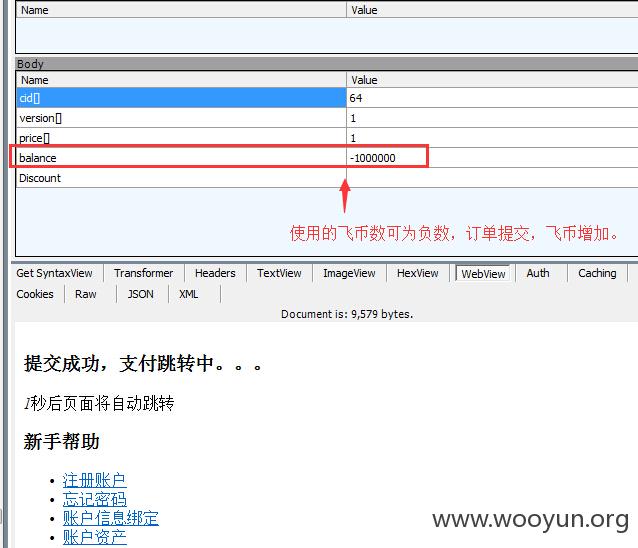 Name Value
Body
Name Value
cid[] 64
version[] 1
price[] 1
balance -1000000
Discount
使用的飞币数可为负数，订单提交，飞币增加。
Get SyntaxView Transformer Headers TextView ImageView HexView WebView Auth Caching
Cookies Raw JSON XML
Document is: 9,579 bytes.
提交成功，支付跳转中。。。
1秒后页面将自动跳转
新手帮助
注册账户
忘记密码
账户信息绑定
账户资产
www.wooyun.org